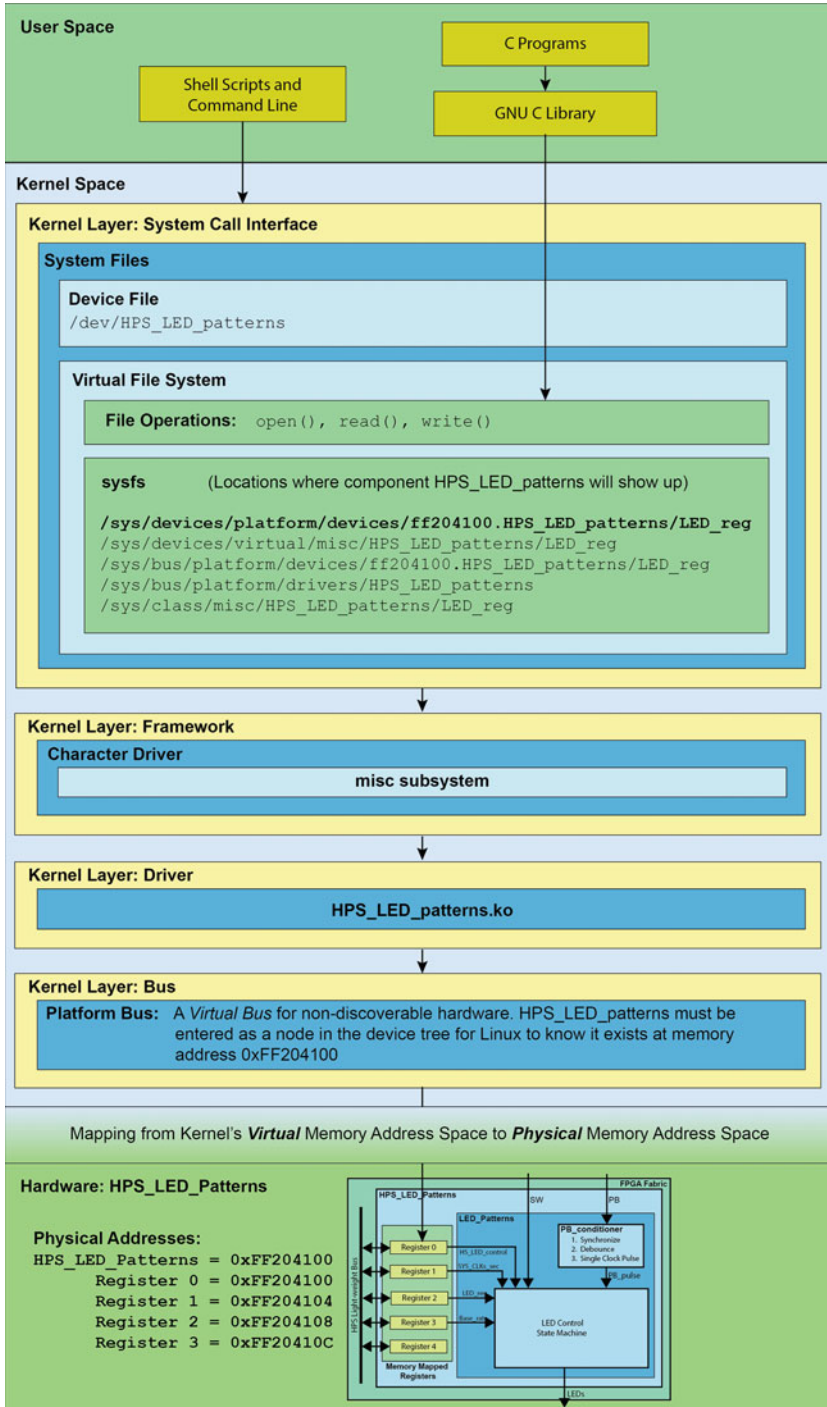 User Space
C Programs
Shell Scripts and
Command Line
GNU C Library
Kernel Space
Kernel Layer: System Call Interface
System Files
Device File
/dev/HPS_LED_patterns
Virtual File System
File Operations: open(), read(), write()
sysfs (Locations where component HPS_LED_patterns will show up)
/sys/devices/platform/devices/ff204100.HPS_LED_patterns/LED_reg
/sys/devices/virtual/misc/HPS_LED_patterns/LED_reg
/sys/bus/platform/devices/ff204100.HPS_LED_patterns/LED_reg
/sys/bus/platform/drivers/HPS_LED_patterns
/sys/class/misc/HPS_LED_patterns/LED_reg
Kernel Layer: Framework
Character Driver
misc subsystem
Kernel Layer: Driver
HPS_LED_patterns.ko
Kernel Layer: Bus
Platform Bus: A Virtual Bus for non-discoverable hardware. HPS_LED_patterns must be
entered as a node in the device tree for Linux to know it exists at memory
address 0xFF204100
Mapping from Kernel's Virtual Memory Address Space to Physical Memory Address Space
Hardware: HPS_LED_Patterns
Physical Addresses:
HPS_LED_Patterns = 0xFF204100
Register 0 = 0xFF204100
Register 1 = 0xFF204104
Register 2 = 0xFF204108
Register 3 = 0xFF20410C
FPGA Fabric
HPS_LED_Patterns
SW
PB
LED_Patterns
PB_conditioner
1. Synchronize
2. Debounce
3. Single Clock Pulse
PB_pulse
HPS Light-weight Bus
Register 0
HS_LED_control
Register 1
SYS_CLKs_sec
Register 2
Register 3
Register 4
LED Control
State Machine
Memory Mapped
Registers
LEDs